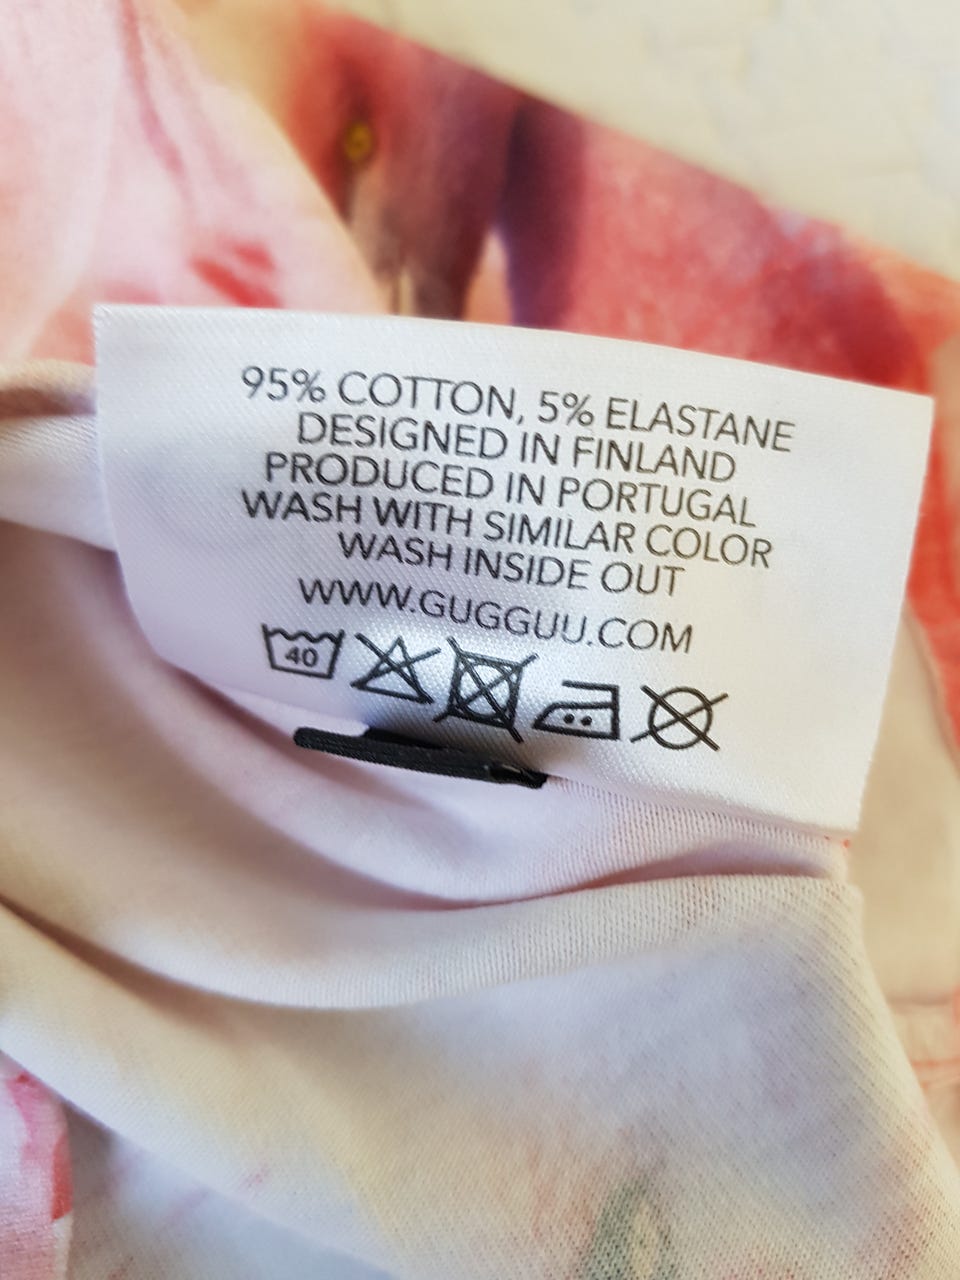 95% COTTON, 5% ELASTANE
DESIGNED IN FINLAND
PRODUCED IN PORTUGAL
WASH WITH SIMILAR COLOR
WASH INSIDE OUT
WWW.GUGGUU.COM
40